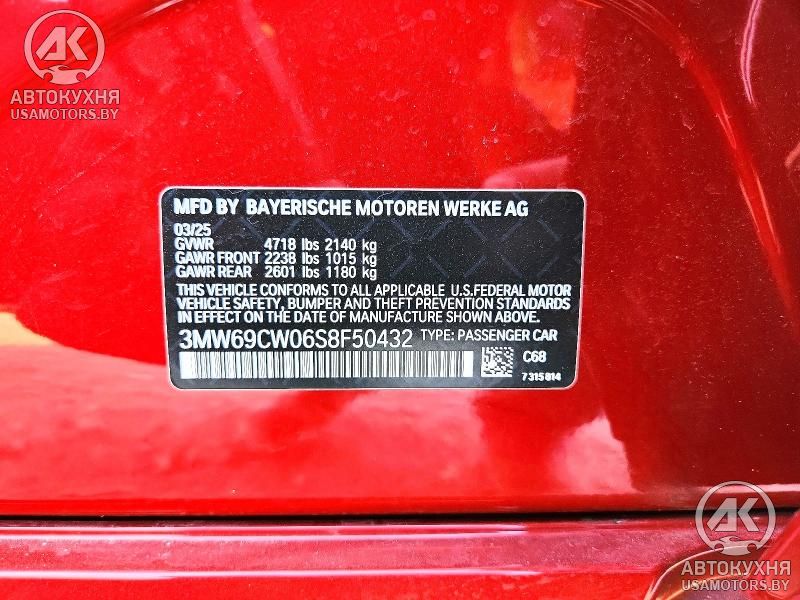 АК
АВТОКУХНЯ
USAMOTORS.BY
MFD BY BAYERISCHE MOTOREN WERKE AG
03/25
GVWR 4718 lbs 2140 kg
GAWR FRONT 2238 lbs 1015 kg
GAWR REAR 2601 lbs 1180 kg
THIS VEHICLE CONFORMS TO ALL APPLICABLE U.S.FEDERAL MOTOR
VEHICLE SAFETY, BUMPER AND THEFT PREVENTION STANDARDS
IN EFFECT ON THE DATE OF MANUFACTURE SHOWN ABOVE.
3MW69CW06S8F50432 TYPE: PASSENGER CAR
C68
7315814
АК
АВТОКУХНЯ
USAMOTORS.BY